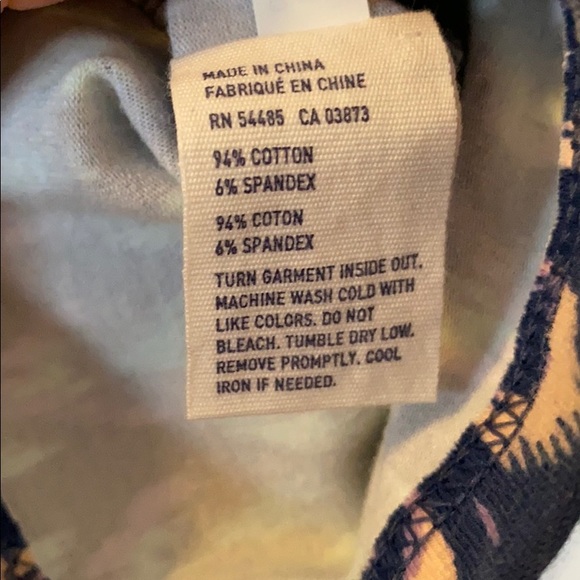 MADE IN CHINA
FABRIQUÉ EN CHINE
RN 54485 CA 03873
94% COTTON
6% SPANDEX
94% COTON
6% SPANDEX
TURN GARMENT INSIDE OUT.
MACHINE WASH COLD WITH
LIKE COLORS. DO NOT
BLEACH. TUMBLE DRY LOW.
REMOVE PROMPTLY. COOL
IRON IF NEEDED.